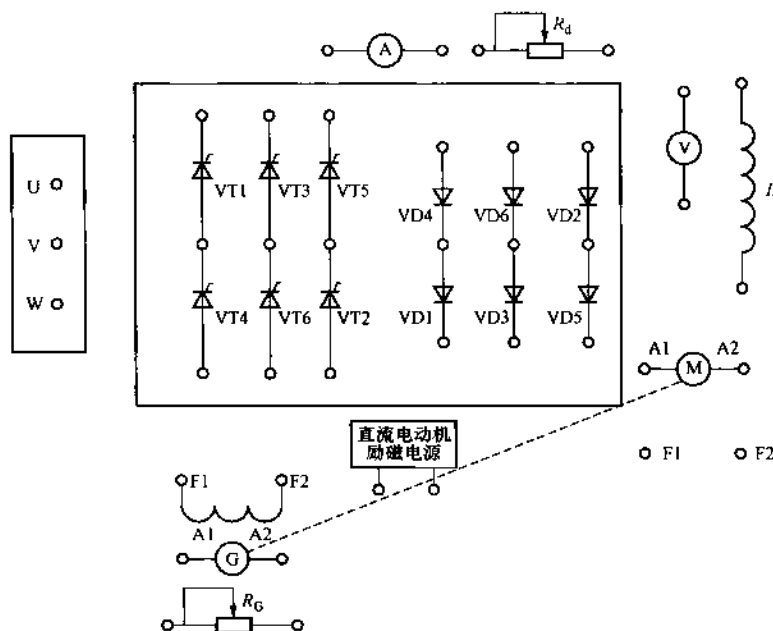 A
Rd
U
V
W
VT1
VT3
VT5
VD4
VD6
VD2
V
VT4
VT6
VT2
VD1
VD3
VD5
A1
A2
M
直流电动机
励磁电源
F1
F2
F1
F2
A1
A2
G
RG